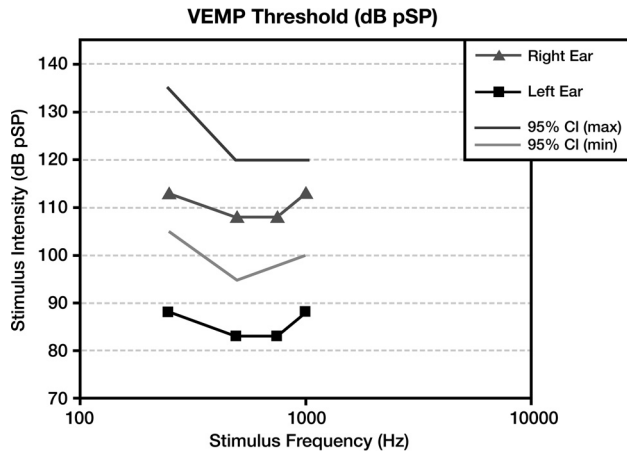 VEMP Threshold (dB pSP)
Right Ear
Left Ear
95% CI (max)
95% CI (min)
Stimulus Intensity (dB pSP)
140
130
120
110
100
90
80
70
100
1000
10000
Stimulus Frequency (Hz)